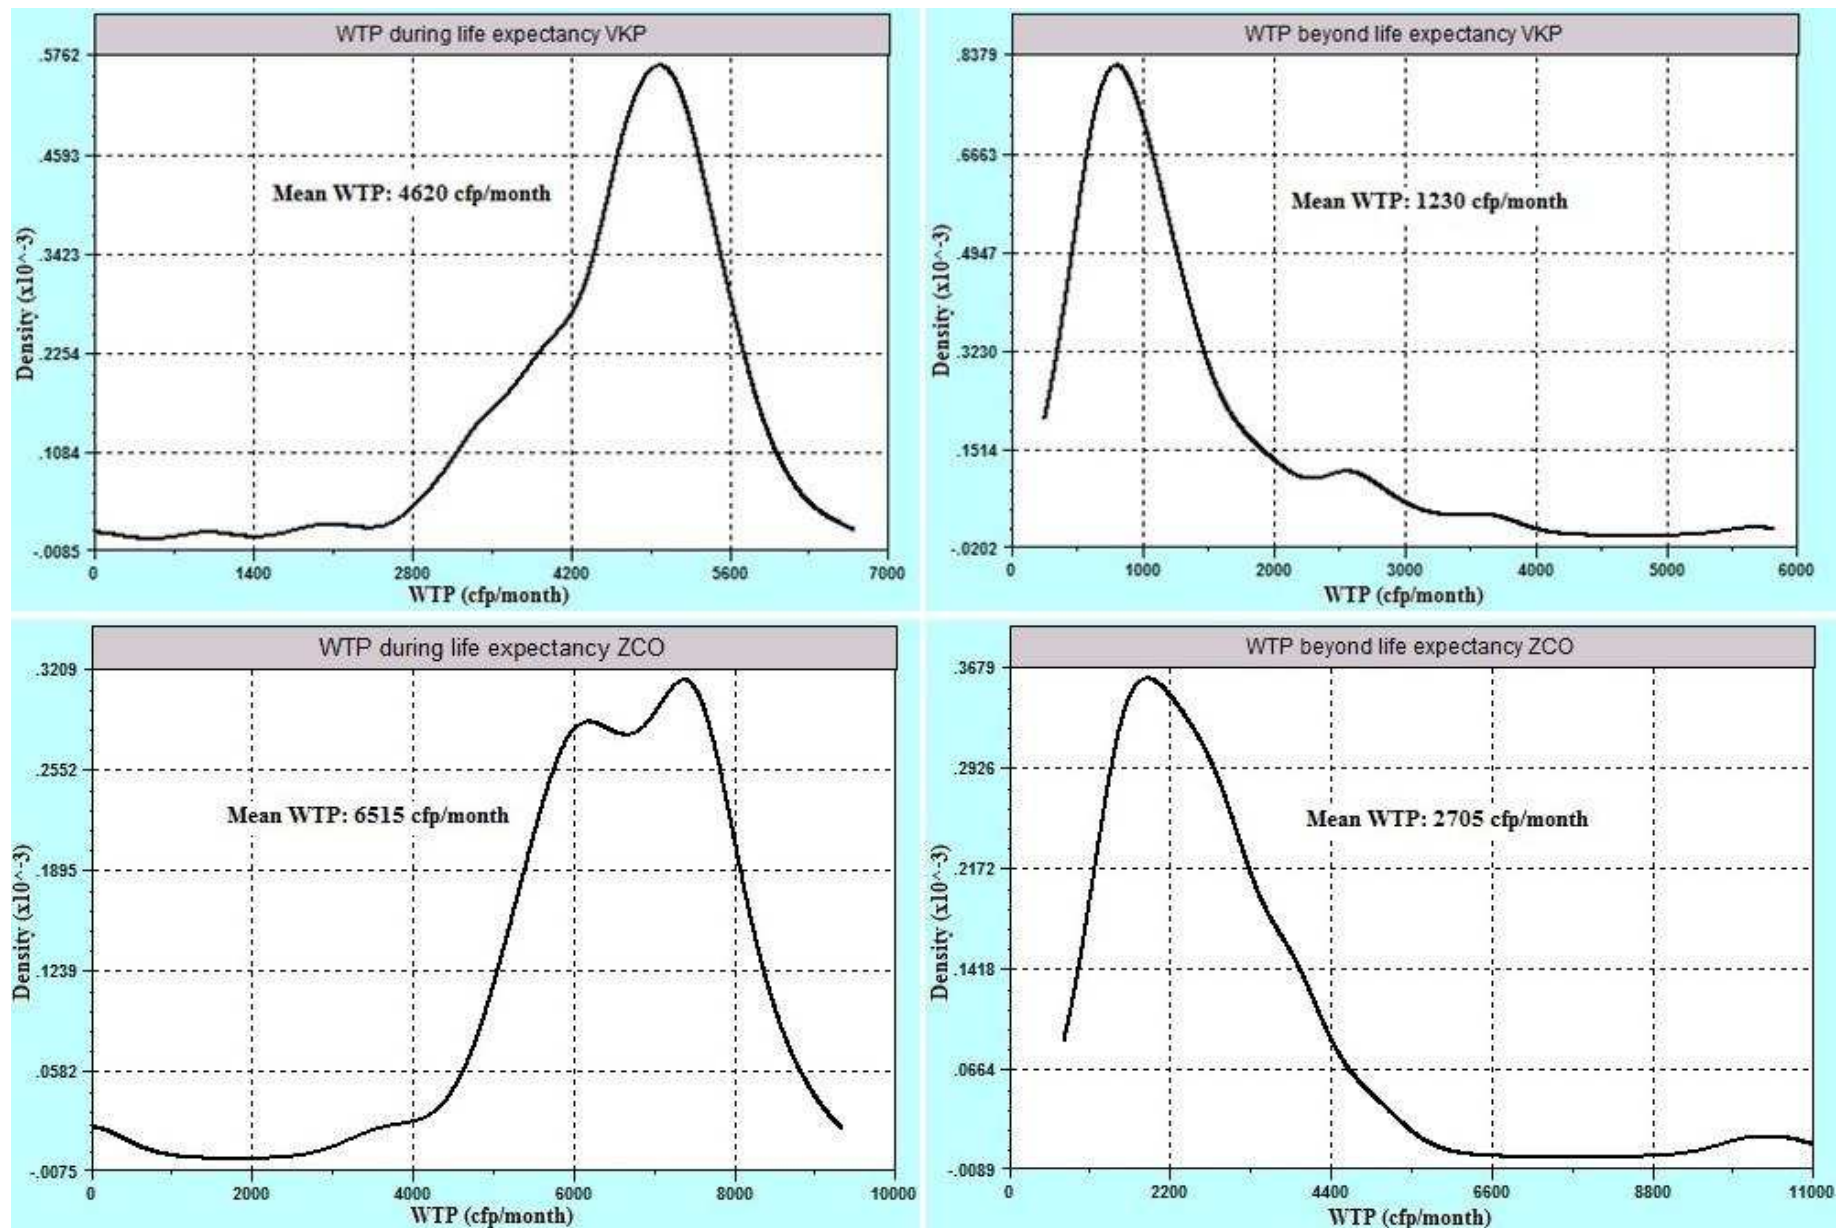 WTP during life expectancy VKP
.5762
.4593
.3423
.2254
.1084
-.0085
Density (x10^-3)
Mean WTP: 4620 cfp/month
0 1400 2800 4200 5600 7000
WTP (cfp/month)
WTP beyond life expectancy VKP
.8379
.6663
.4947
.3230
.1514
-.0202
Density (x10^-3)
Mean WTP: 1230 cfp/month
0 1000 2000 3000 4000 5000 6000
WTP (cfp/month)
WTP during life expectancy ZCO
.3209
.2552
.1895
.1239
.0582
-.0075
Density (x10^-3)
Mean WTP: 6515 cfp/month
0 2000 4000 6000 8000 10000
WTP (cfp/month)
WTP beyond life expectancy ZCO
.3679
.2926
.2172
.1418
.0664
-.0089
Density (x10^-3)
Mean WTP: 2705 cfp/month
0 2200 4400 6600 8800 11000
WTP (cfp/month)